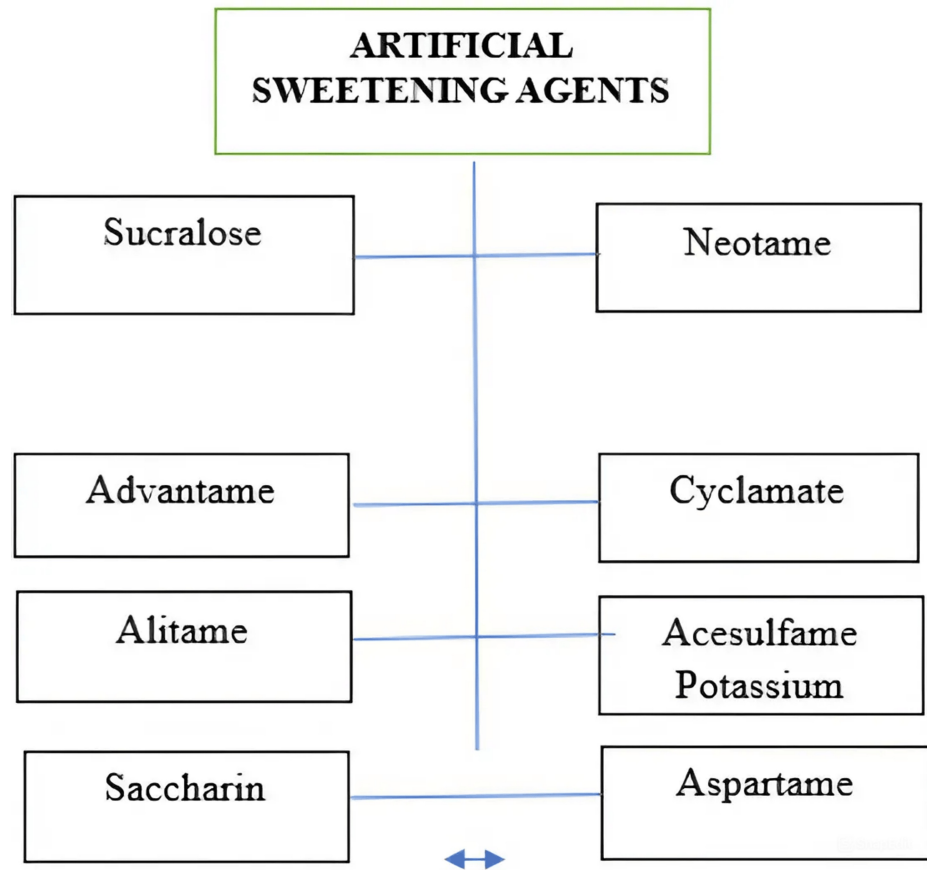 ARTIFICIAL
SWEETENING AGENTS
Sucralose
Neotame
Advantame
Cyclamate
Alitame
Acesulfame
Potassium
Saccharin
Aspartame